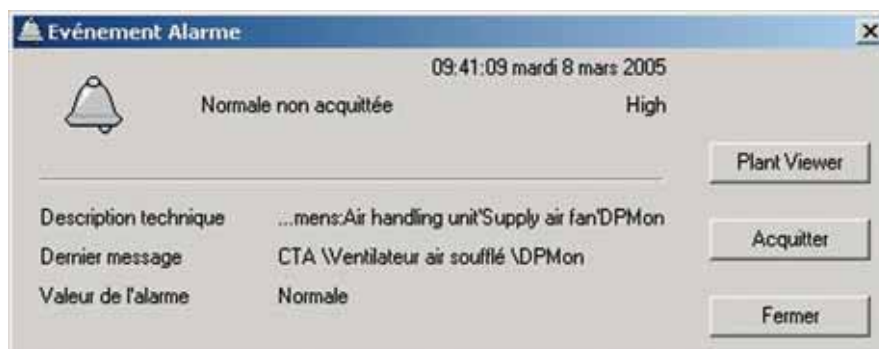 Evénement Alarme
09:41:09 mardi 8 mars 2005
Normale non acquittée High
Plant Viewer
Description technique ...mens:Air handling unit'Supply air fan'DPMon
Acquitter
Dernier message CTA \Ventilateur air soufflé \DPMon
Valeur de l'alarme Normale
Fermer